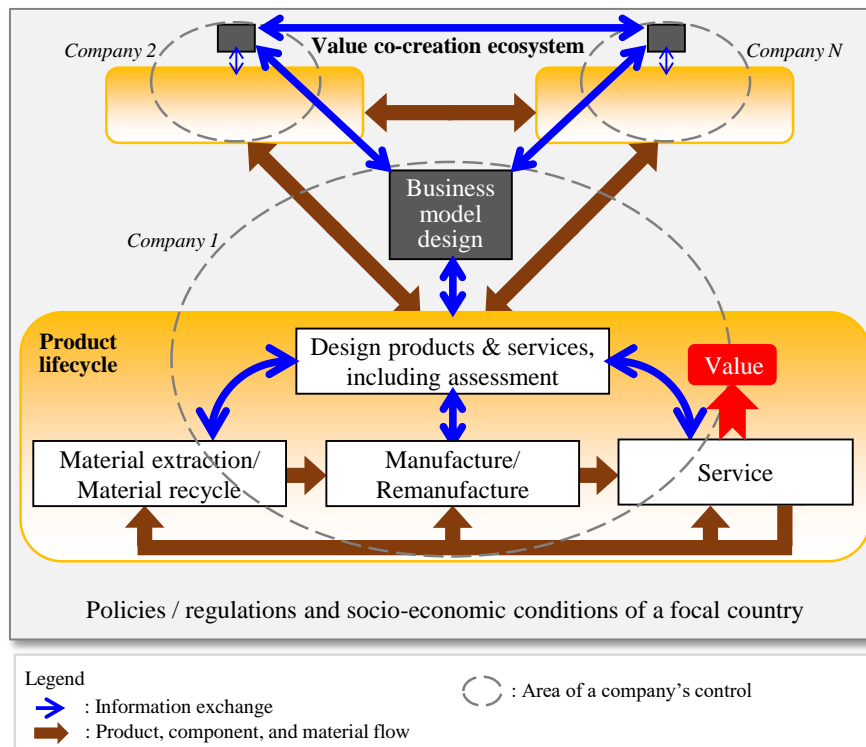 Company 2
Value co-creation ecosystem
Company N
Business
model
design
Company 1
Product
lifecycle
Design products & services,
including assessment
Value
Material extraction/
Material recycle
Manufacture/
Remanufacture
Service
Policies / regulations and socio-economic conditions of a focal country
Legend
: Information exchange
: Area of a company's control
: Product, component, and material flow